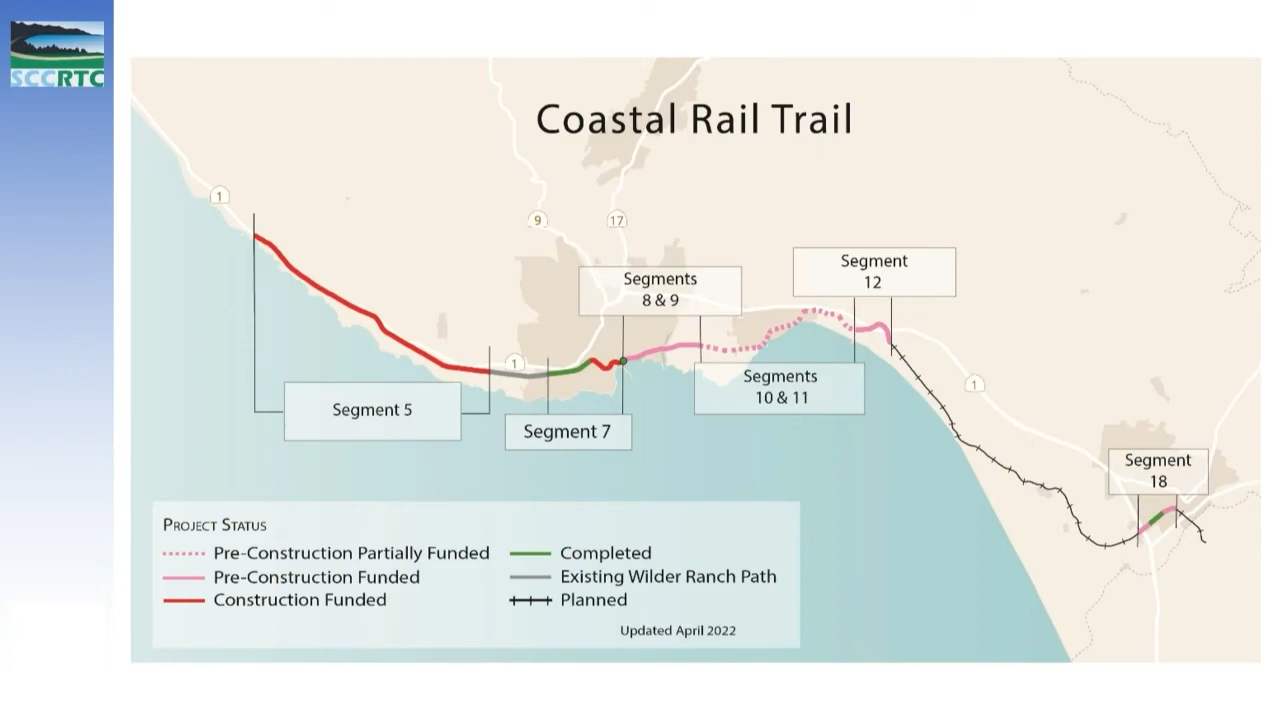 SCCRTC
Coastal Rail Trail
1
9
17
Segments
8 & 9
Segment
12
1
Segment 5
Segment 7
Segments
10 & 11
1
Segment
18
PROJECT STATUS
Pre-Construction Partially Funded
Pre-Construction Funded
Construction Funded
Completed
Existing Wilder Ranch Path
Planned
Updated April 2022